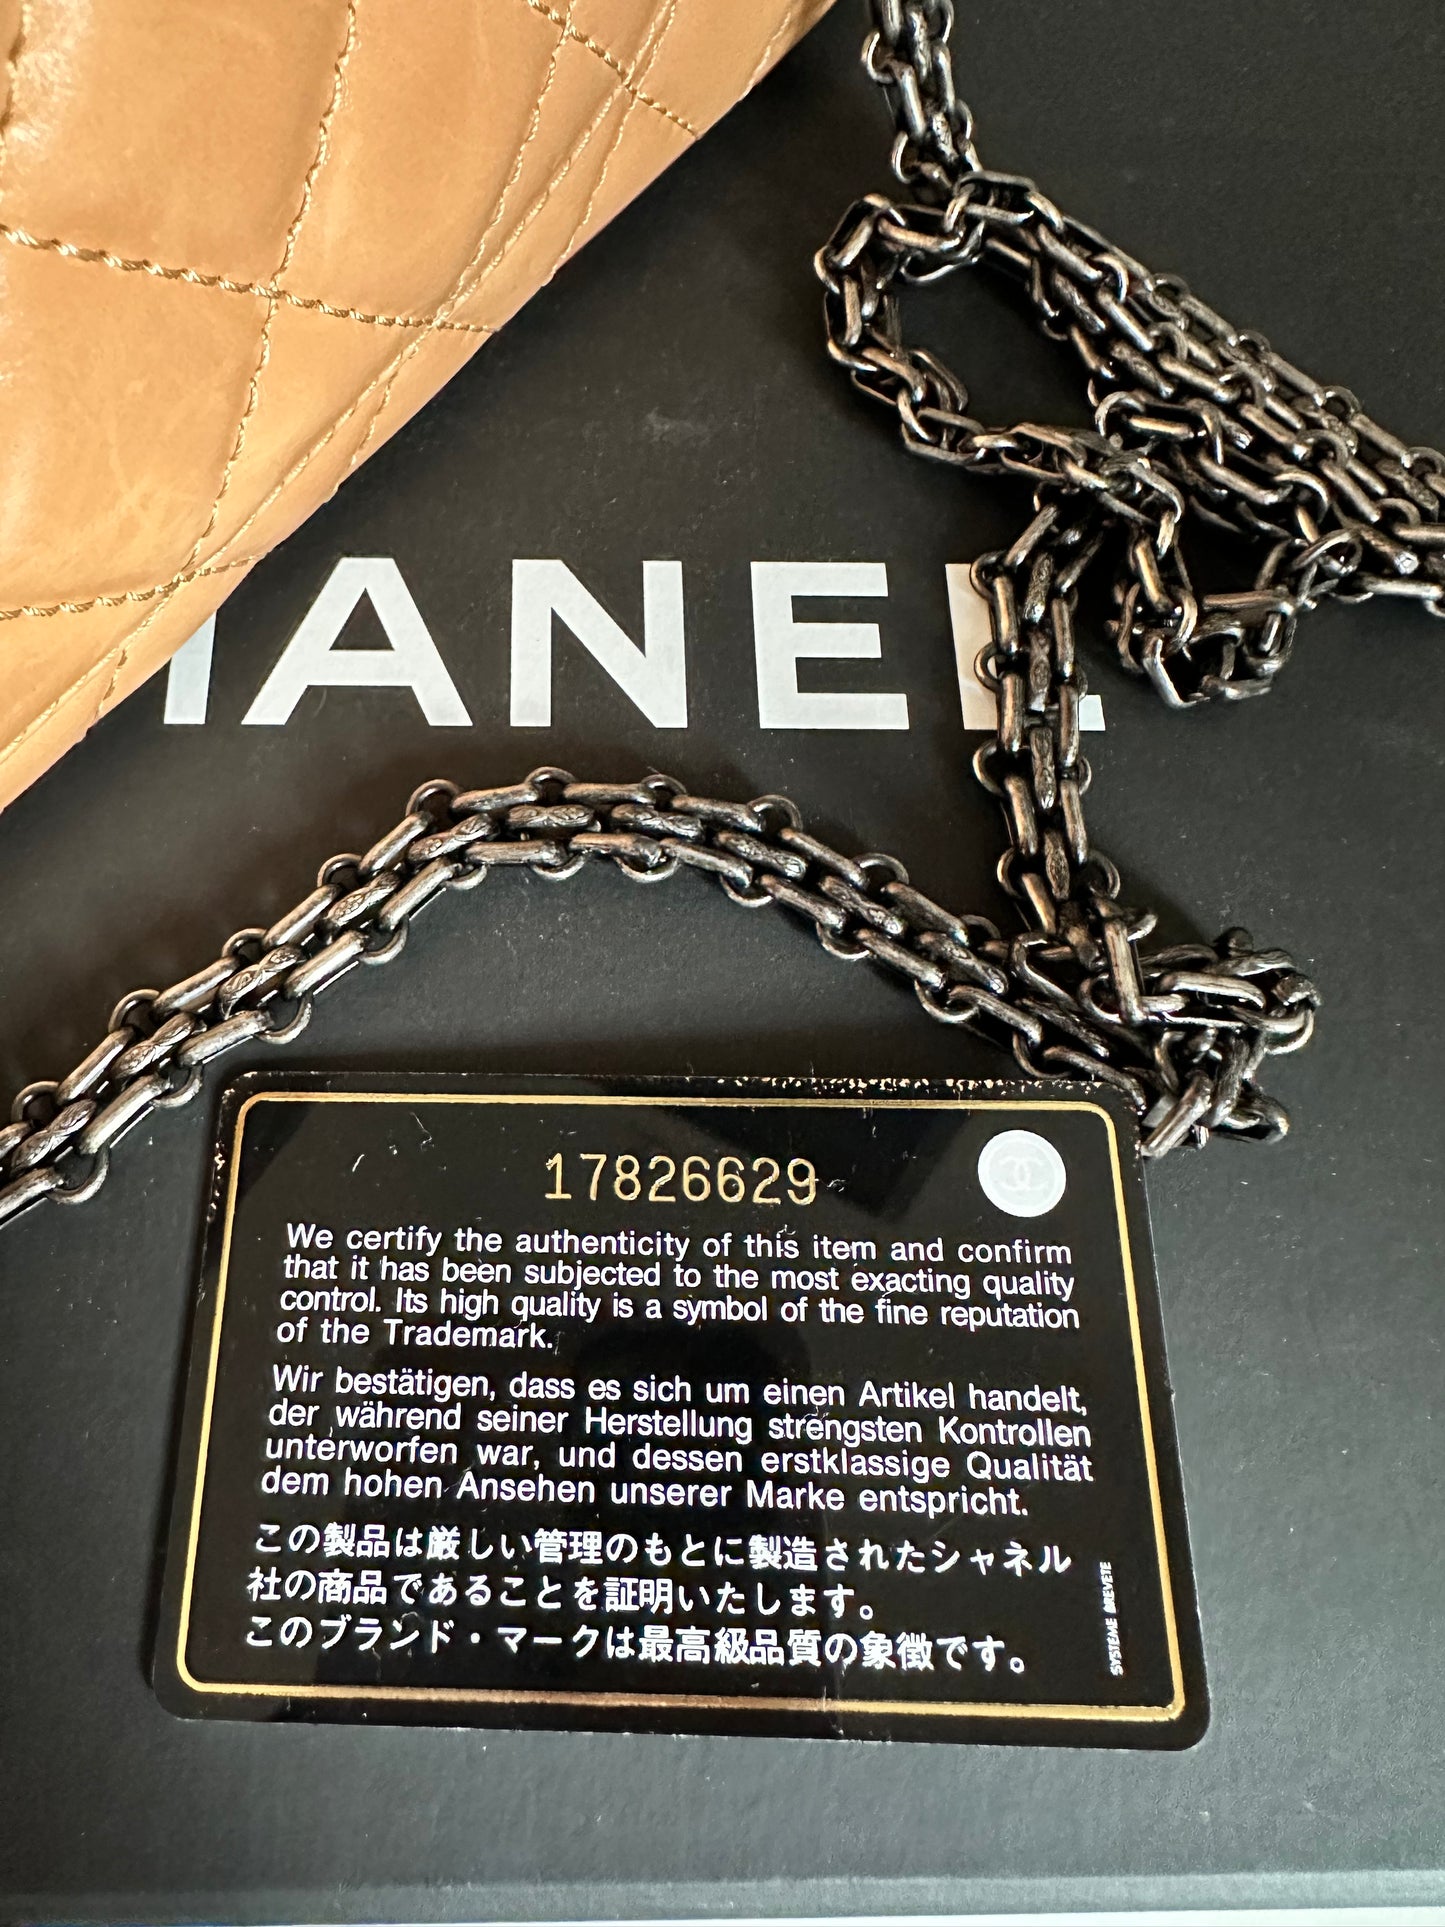 HANEL
17826629
We certify the authenticity of this item and confirm
that it has been subjected to the most exacting quality
control. Its high quality is a symbol of the fine reputation
of the Trademark.
Wir bestätigen, dass es sich um einen Artikel handelt,
der während seiner Herstellung strengsten Kontrollen
unterworfen war, und dessen erstklassige Qualität
dem hohen Ansehen unserer Marke entspricht.
この製品は厳しい管理のもとに製造されたシャネル
社の商品であることを証明いたします。
このブランド・マークは最高級品質の象徴です。
SYSTEME BREVETE